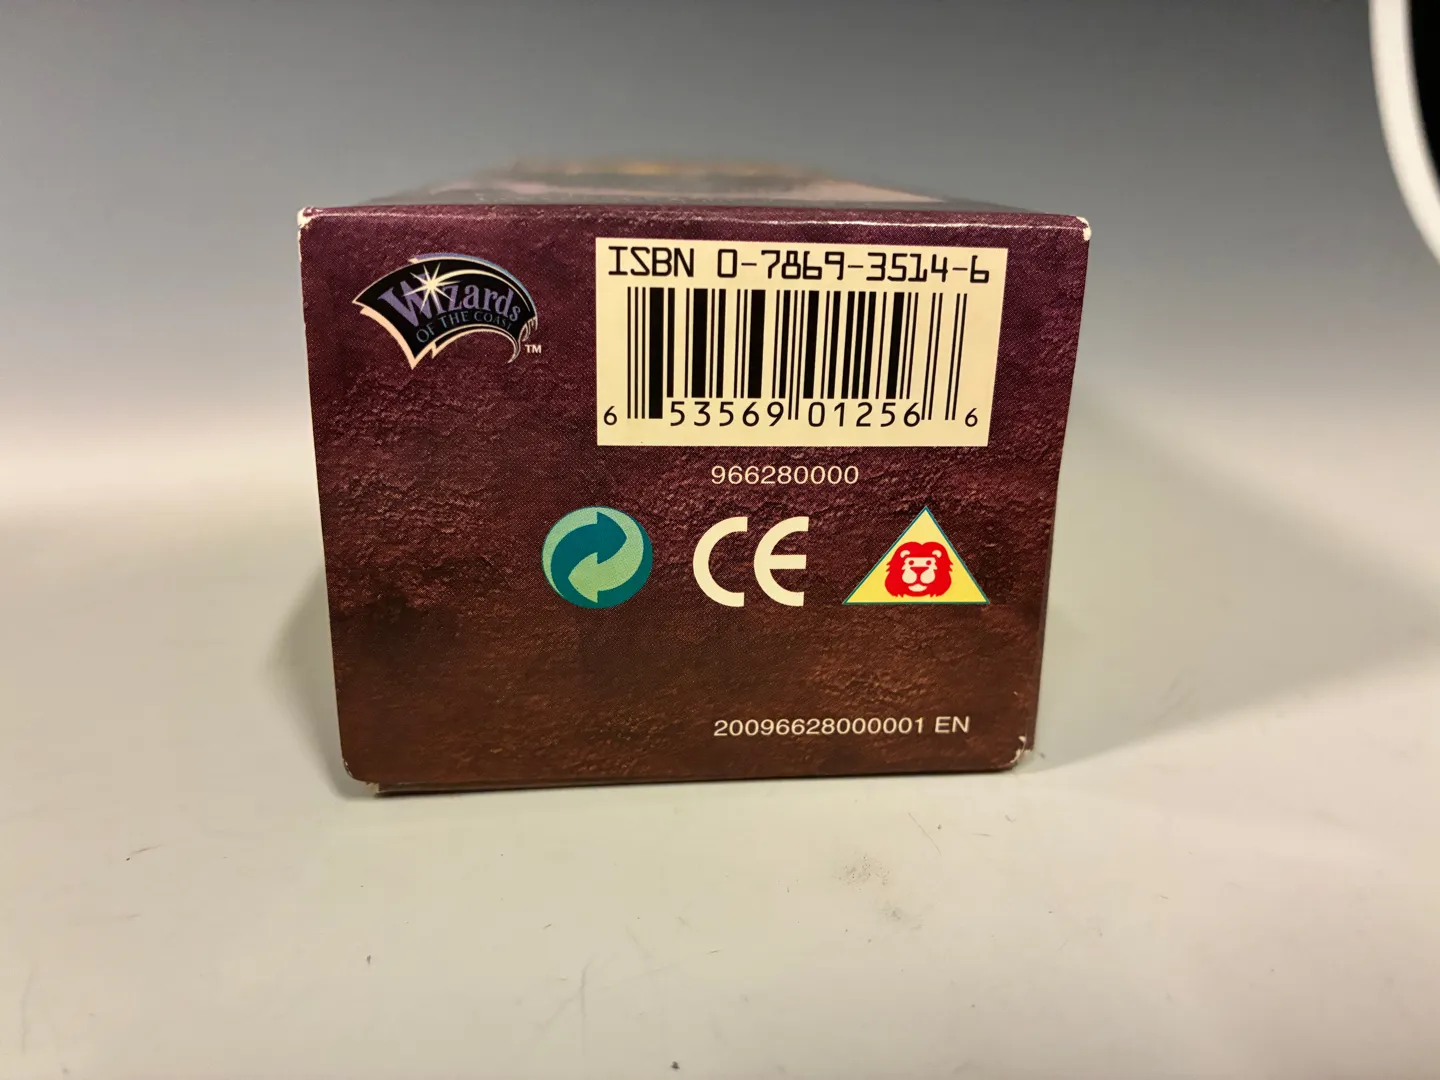 Wizards
OF THE COAST
TM
ISBN 0-7869-3514-6
6 53569 01256 6
966280000
CE
20096628000001 EN